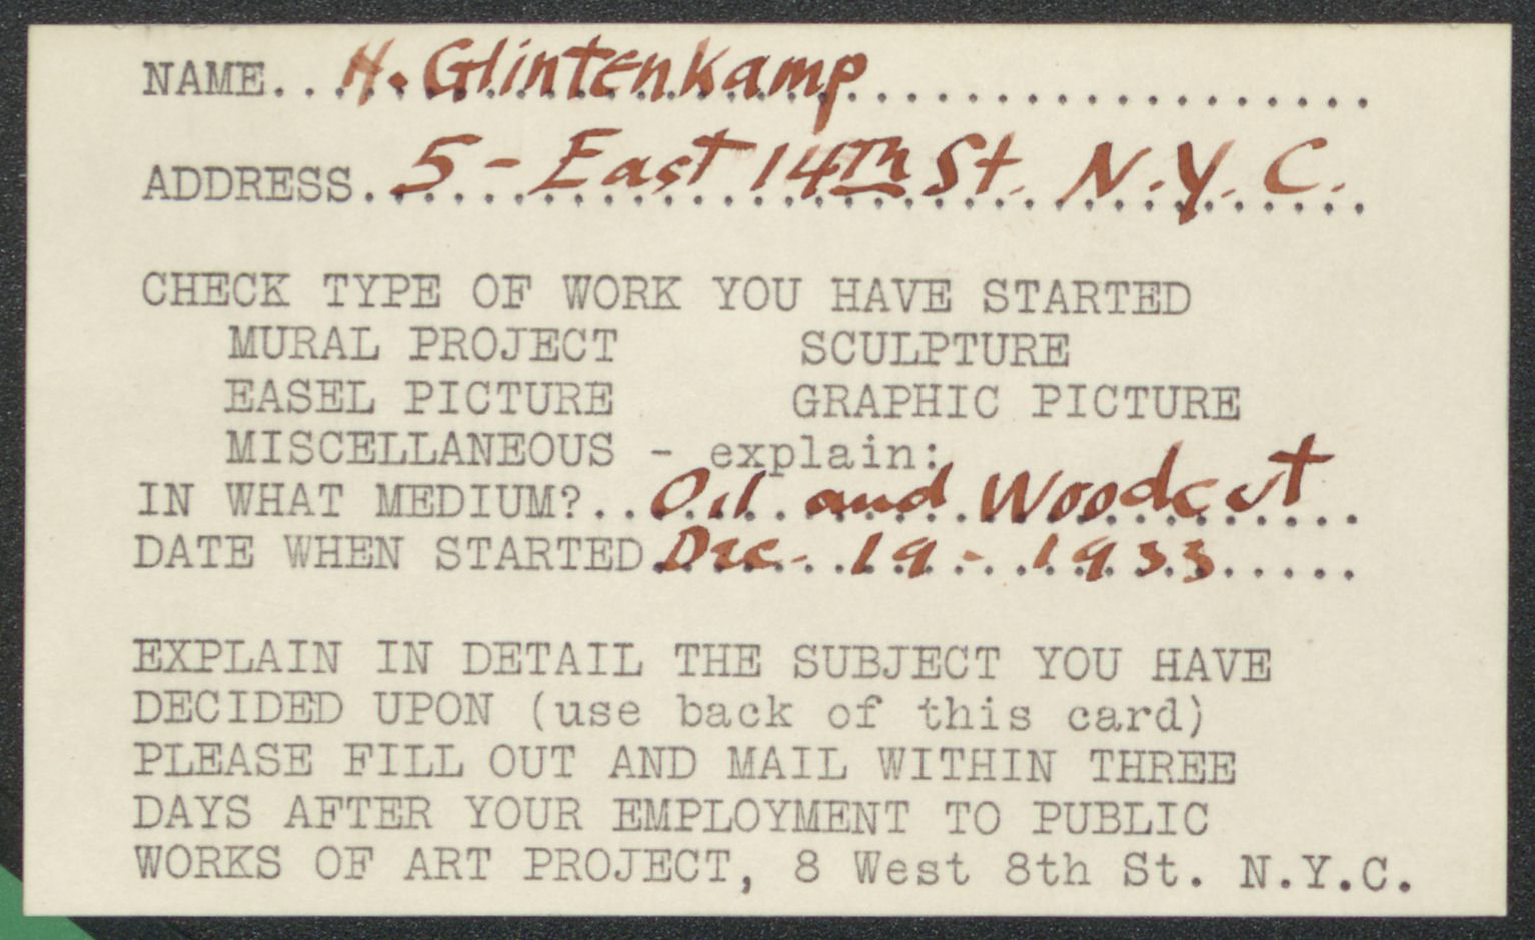 NAME...H. Glintenkamp....................
ADDRESS. 5 - East 14th St. N.Y.C.
CHECK TYPE OF WORK YOU HAVE STARTED
MURAL PROJECT SCULPTURE
EASEL PICTURE GRAPHIC PICTURE
MISCELLANEOUS - explain:
IN WHAT MEDIUM?..Oil and Woodcut..
DATE WHEN STARTED Dec - 19 - 1933.....
EXPLAIN IN DETAIL THE SUBJECT YOU HAVE
DECIDED UPON (use back of this card)
PLEASE FILL OUT AND MAIL WITHIN THREE
DAYS AFTER YOUR EMPLOYMENT TO PUBLIC
WORKS OF ART PROJECT, 8 West 8th St. N.Y.C.